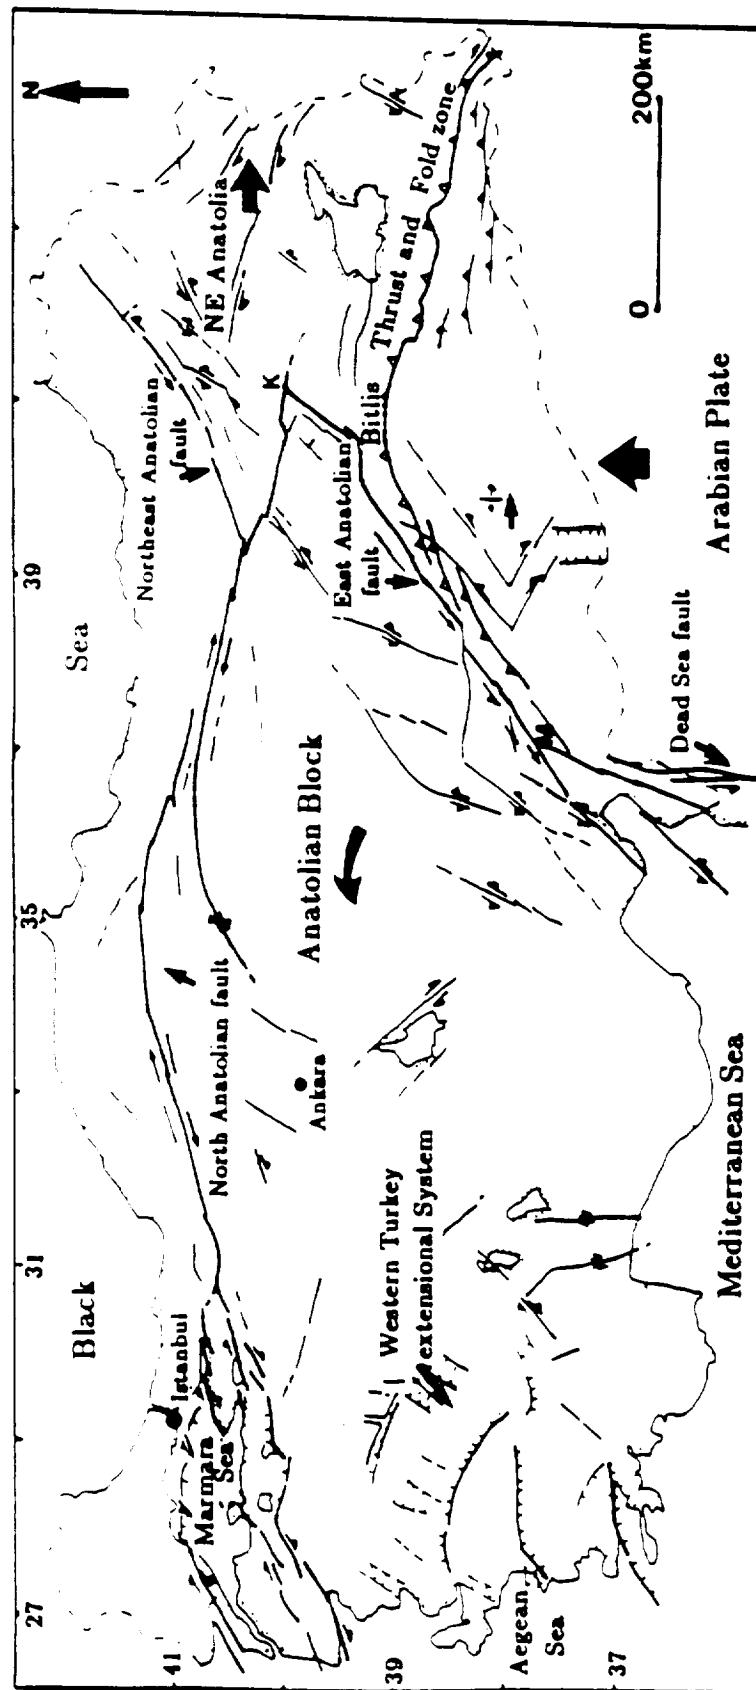 27
31
35
39
N
Black
Sea
Istanbul
Marmara
Sea
41
North Anatolian fault
Northeast Anatolian
fault
NE Anatolia
K
Ankara
Anatolian Block
East Anatolian
fault
Bitlis Thrust and Fold zone
39
Western Turkey
extensional System
Aegean
Sea
37
Mediterranean Sea
Dead Sea fault
Arabian Plate
0 200km